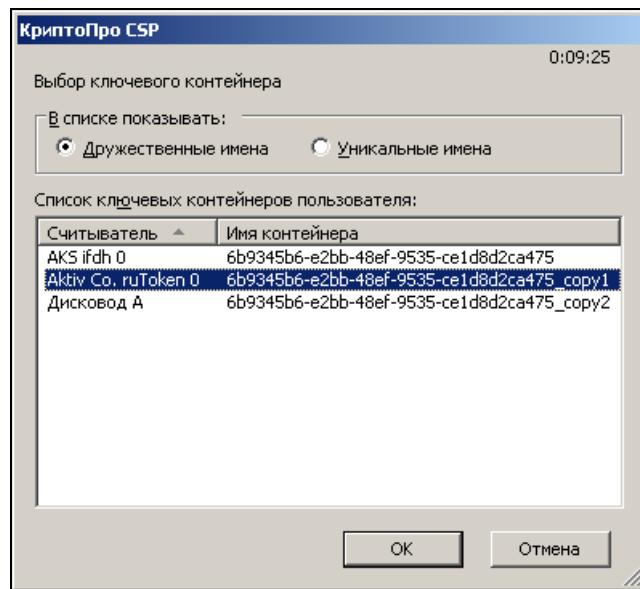 КриптоПро CSP
0:09:25
Выбор ключевого контейнера
В списке показывать:
Дружественные имена Уникальные имена
Список ключевых контейнеров пользователя:
Считыватель Имя контейнера
AKS ifdh 0 6b9345b6-e2bb-48ef-9535-ce1d8d2ca475
Aktiv Co. ruToken 0 6b9345b6-e2bb-48ef-9535-ce1d8d2ca475_copy1
Дисковод A 6b9345b6-e2bb-48ef-9535-ce1d8d2ca475_copy2
OK Отмена